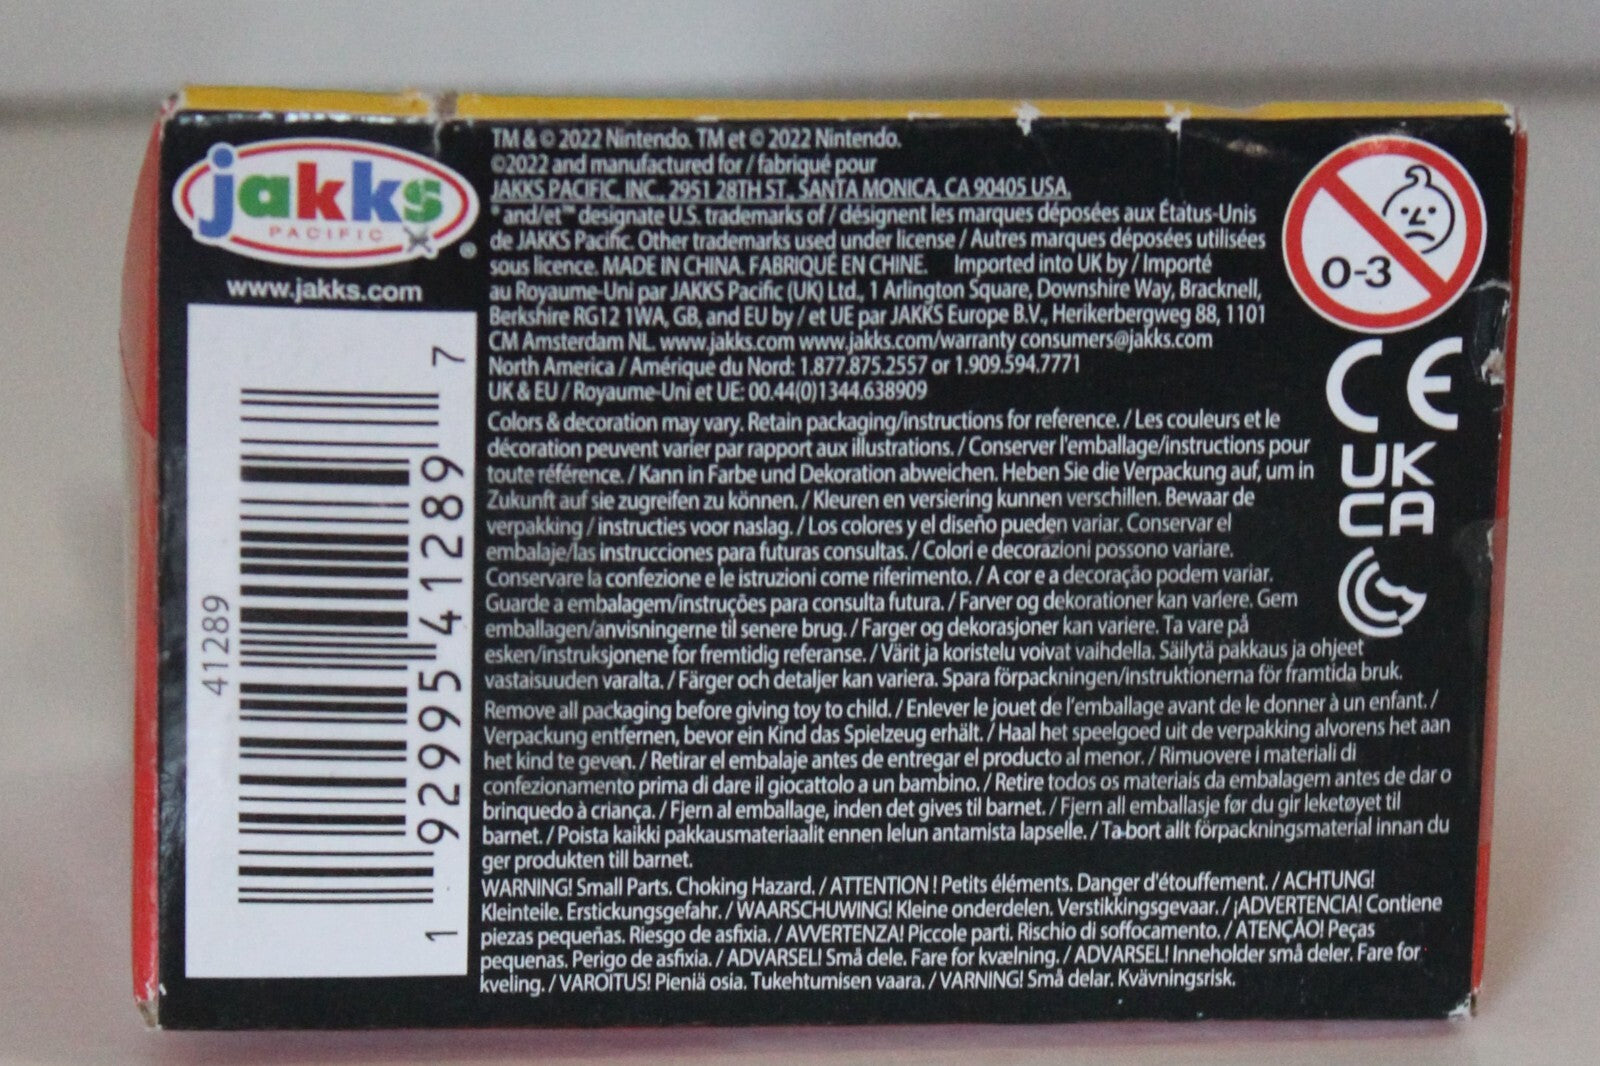 jakks
PACIFIC
®
www.jakks.com
41289
1 92995 41289 7
TM & © 2022 Nintendo. TM et © 2022 Nintendo.
©2022 and manufactured for / fabriqué pour
JAKKS PACIFIC, INC., 2951 28TH ST., SANTA MONICA, CA 90405 USA.
® and/et ™ designate U.S. trademarks of / désignent les marques déposées aux États-Unis
de JAKKS Pacific. Other trademarks used under license / Autres marques déposées utilisées
sous licence. MADE IN CHINA. FABRIQUÉ EN CHINE. Imported into UK by / Importé
au Royaume-Uni par JAKKS Pacific (UK) Ltd., 1 Arlington Square, Downshire Way, Bracknell,
Berkshire RG12 1WA, GB, and EU by / et UE par JAKKS Europe B.V., Herikerbergweg 88, 1101
CM Amsterdam NL. www.jakks.com www.jakks.com/warranty consumers@jakks.com
North America / Amérique du Nord: 1.877.875.2557 or 1.909.594.7771
UK & EU / Royaume-Uni et UE: 00.44(0)1344.638909
Colors & decoration may vary. Retain packaging/instructions for reference. / Les couleurs et le
décoration peuvent varier par rapport aux illustrations. / Conserver l'emballage/instructions pour
toute référence. / Kann in Farbe und Dekoration abweichen. Heben Sie die Verpackung auf, um in
Zukunft auf sie zugreifen zu können. / Kleuren en versiering kunnen verschillen. Bewaar de
verpakking / instructies voor naslag. / Los colores y el diseño pueden variar. Conservar el
embalaje/las instrucciones para futuras consultas. / Colori e decorazioni possono variare.
Conservare la confezione e le istruzioni come riferimento. / A cor e a decoração podem variar.
Guarde a embalagem/instruções para consulta futura. / Farver og dekorationer kan variere. Gem
emballagen/anvisningerne til senere brug. / Farger og dekorasjoner kan variere. Ta vare på
esken/instruksjonene for fremtidig referanse. / Värit ja koristelu voivat vaihdella. Säilytä pakkaus ja ohjeet
vastaisuuden varalta. / Färger och detaljer kan variera. Spara förpackningen/instruktionerna för framtida bruk.
Remove all packaging before giving toy to child. / Enlever le jouet de l'emballage avant de le donner à un enfant. /
Verpackung entfernen, bevor ein Kind das Spielzeug erhält. / Haal het speelgoed uit de verpakking alvorens het aan
het kind te geven. / Retirar el embalaje antes de entregar el producto al menor. / Rimuovere i materiali di
confezionamento prima di dare il giocattolo a un bambino. / Retire todos os materiais da embalagem antes de dar o
brinquedo à criança. / Fjern al emballage, inden det gives til barnet. / Fjern all emballasje før du gir leketøyet til
barnet. / Poista kaikki pakkausmateriaalit ennen lelun antamista lapselle. / Ta bort allt förpackningsmaterial innan du
ger produkten till barnet.
WARNING! Small Parts. Choking Hazard. / ATTENTION ! Petits éléments. Danger d'étouffement. / ACHTUNG!
Kleinteile. Erstickungsgefahr. / WAARSCHUWING! Kleine onderdelen. Verstikkingsgevaar. / ¡ADVERTENCIA! Contiene
piezas pequeñas. Riesgo de asfixia. / AVVERTENZA! Piccole parti. Rischio di soffocamento. / ATENÇÃO! Peças
pequenas. Perigo de asfixia. / ADVARSEL! Små dele. Fare for kvælning. / ADVARSEL! Inneholder små deler. Fare for
kveling. / VAROITUS! Pieniä osia. Tukehtumisen vaara. / VARNING! Små delar. Kvävningsrisk.
0-3
CE
UK
CA